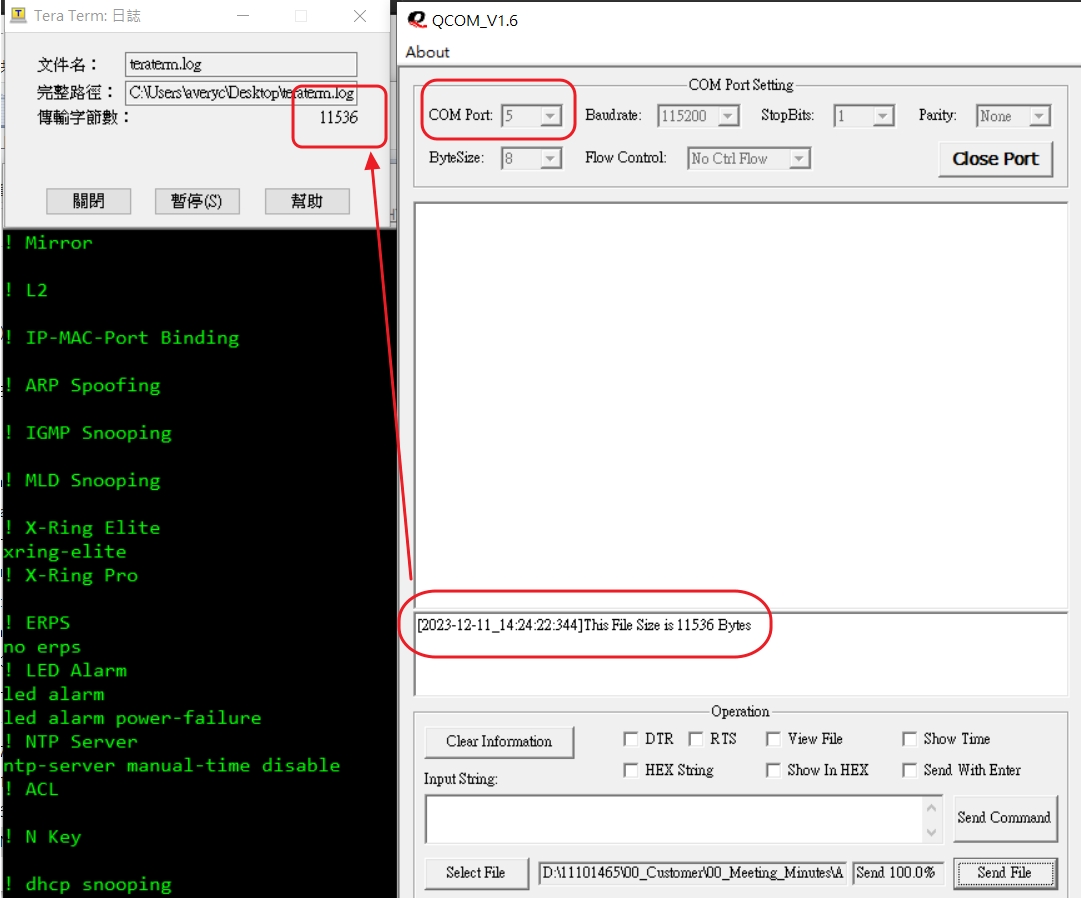 Tera Term: 日誌
文件名：
teraterm.log
完整路徑：
C:\Users\averyc\Desktop\teraterm.log
傳輸字節數：
11536
關閉
暫停(S)
幫助
! Mirror
! L2
! IP-MAC-Port Binding
! ARP Spoofing
! IGMP Snooping
! MLD Snooping
! X-Ring Elite
xring-elite
! X-Ring Pro
! ERPS
no erps
! LED Alarm
led alarm
led alarm power-failure
! NTP Server
ntp-server manual-time disable
! ACL
! N Key
! dhcp snooping
QCOM_V1.6
About
COM Port Setting
COM Port: 5
Baudrate: 115200
StopBits: 1
Parity: None
ByteSize: 8
Flow Control: No Ctrl Flow
Close Port
[2023-12-11_14:24:22:344]This File Size is 11536 Bytes
Operation
Clear Information
DTR
RTS
View File
Show Time
HEX String
Show In HEX
Send With Enter
Input String:
Send Command
Select File
D:\11101465\00_Customer\00_Meeting_Minutes\A
Send 100.0%
Send File